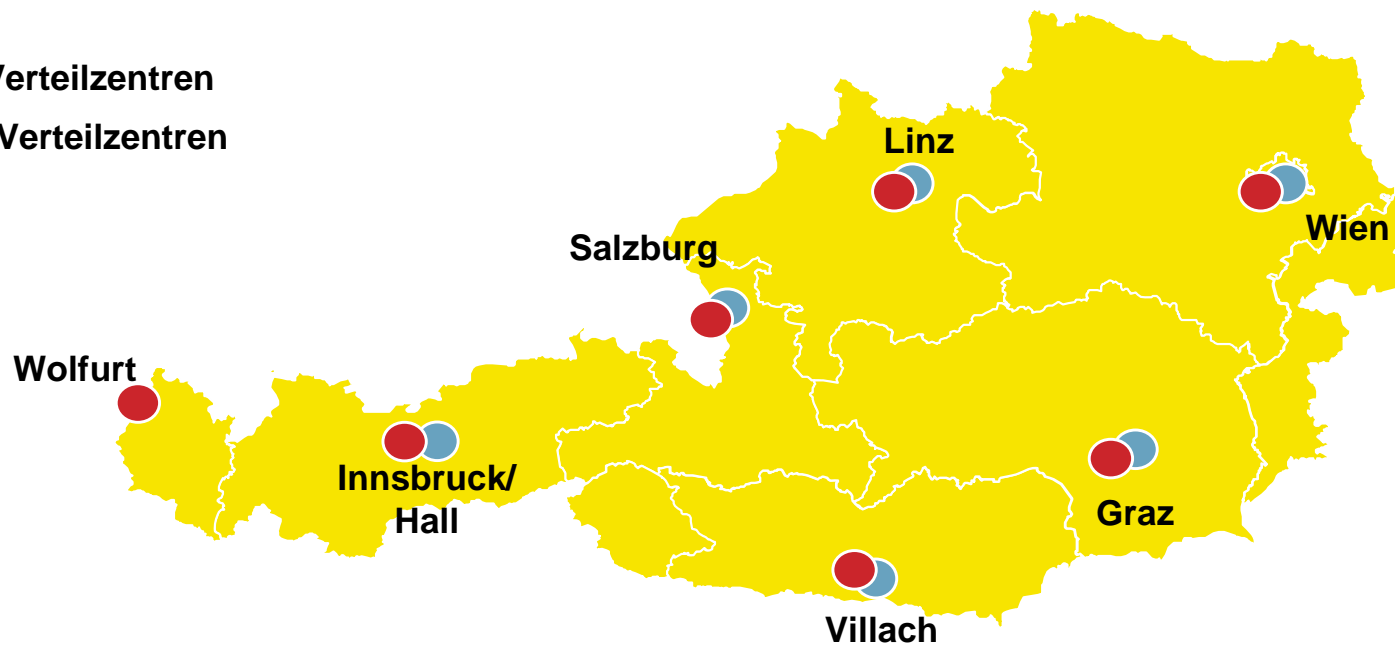 Verteilzentren
Verteilzentren
Linz
Wien
Salzburg
Wolfurt
Innsbruck/
Hall
Graz
Villach